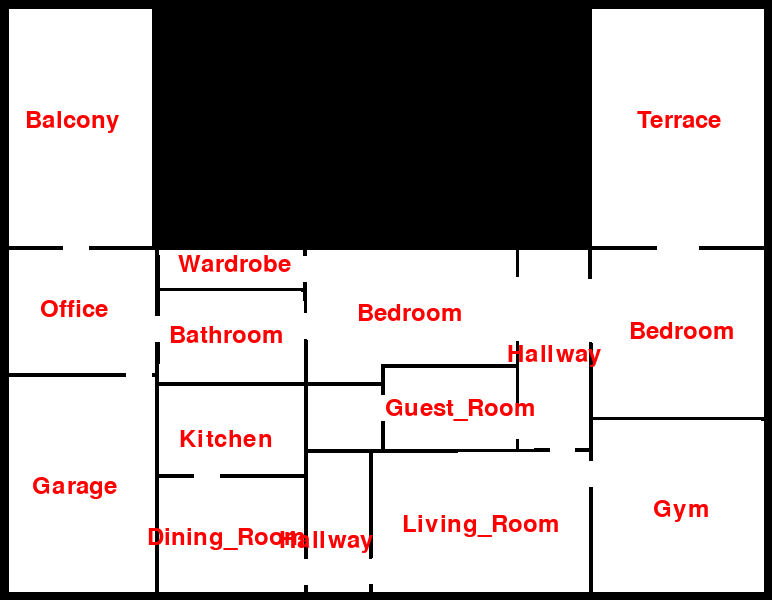 Balcony
Terrace
Wardrobe
Office
Bedroom
Bathroom
Bedroom
Hallway
Guest_Room
Kitchen
Garage
Gym
Living_Room
Dining_Room
Hallway